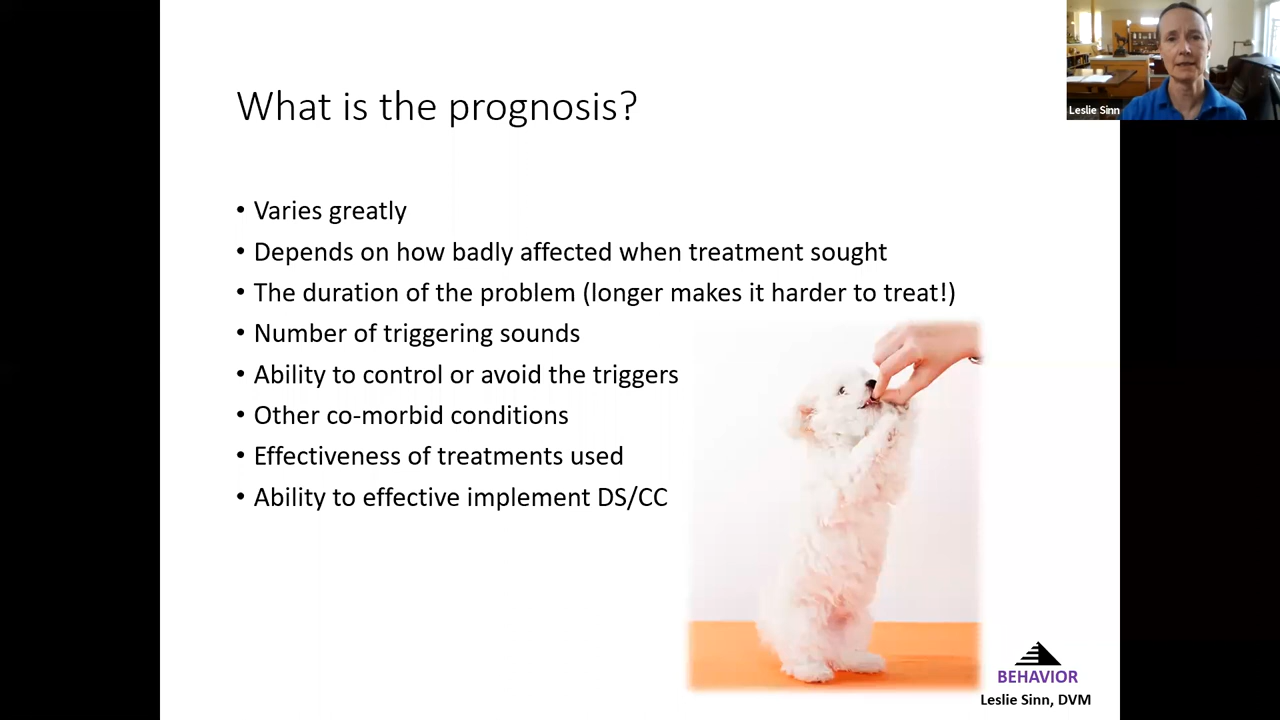 Leslie Sinn
What is the prognosis?
• Varies greatly
• Depends on how badly affected when treatment sought
• The duration of the problem (longer makes it harder to treat!)
• Number of triggering sounds
• Ability to control or avoid the triggers
• Other co-morbid conditions
• Effectiveness of treatments used
• Ability to effective implement DS/CC
BEHAVIOR
Leslie Sinn, DVM